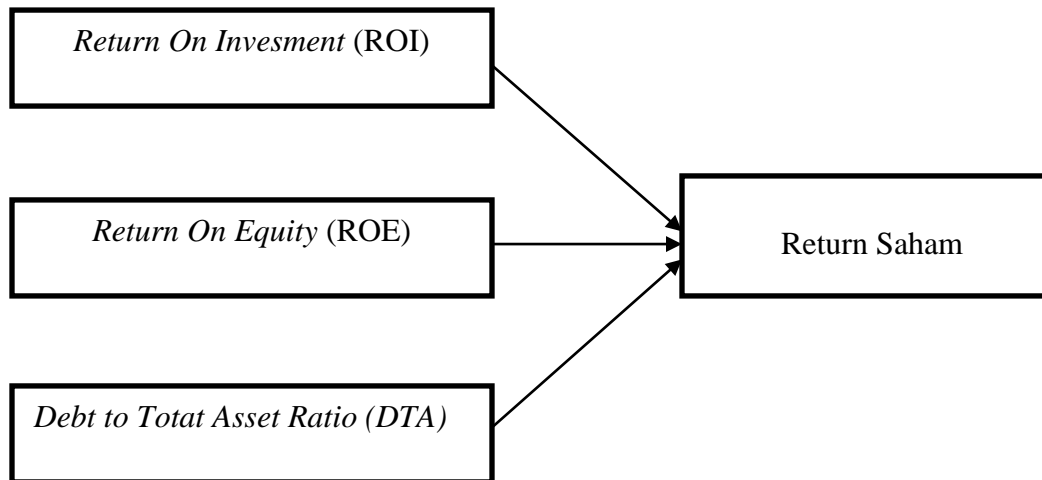 Return On Invesment (ROI)
Return On Equity (ROE)
Return Saham
Debt to Totat Asset Ratio (DTA)